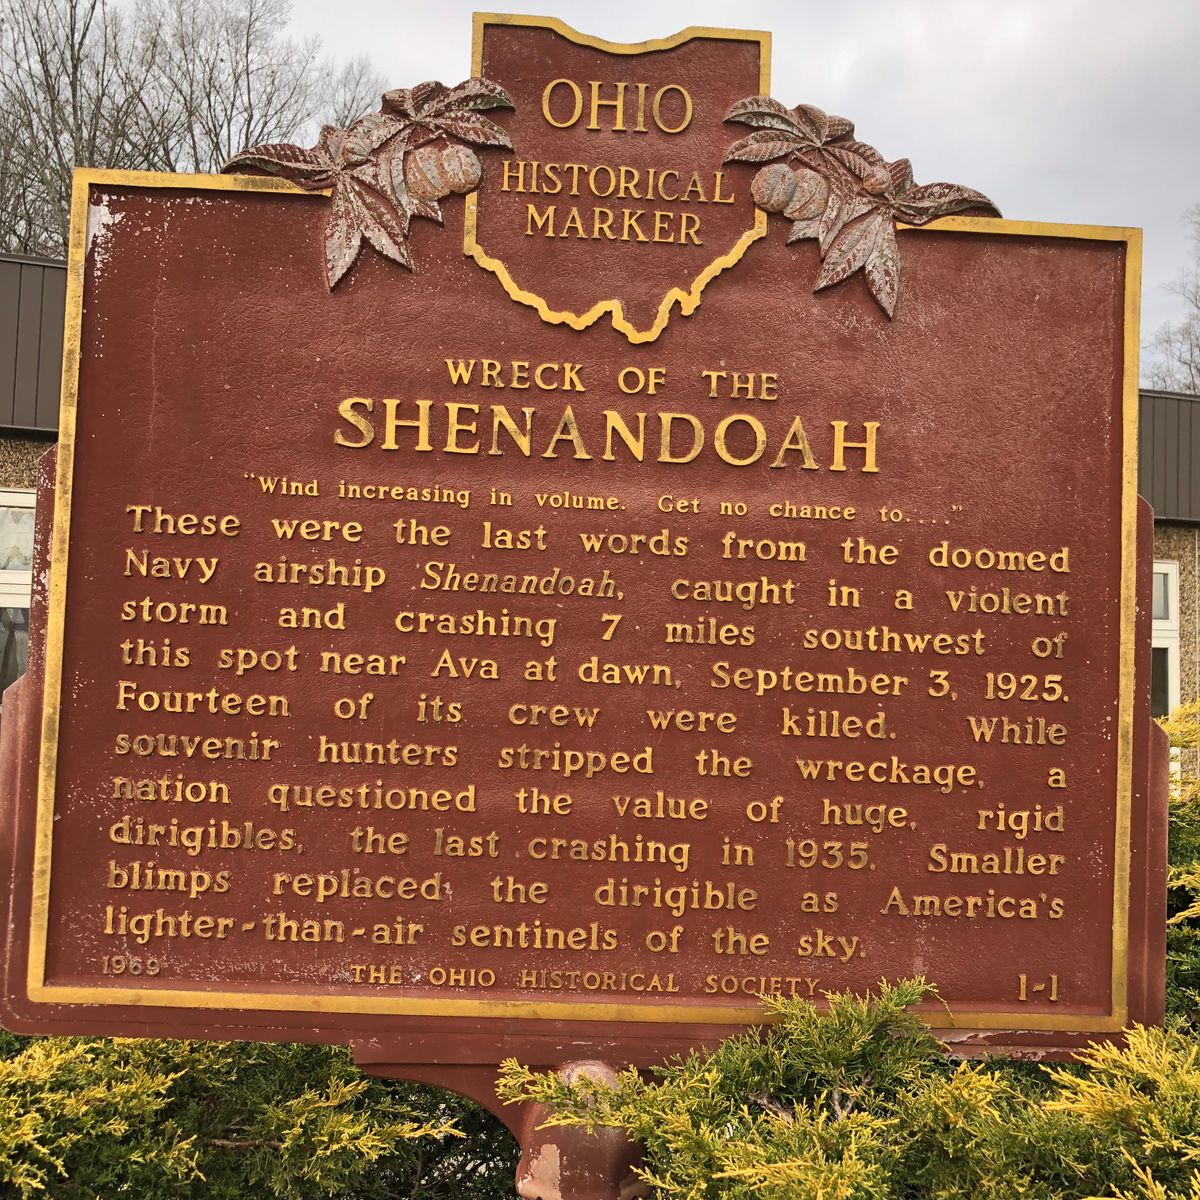 OHIO
HISTORICAL
MARKER
WRECK OF THE
SHENANDOAH
"Wind increasing in volume. Get no chance to...."
These were the last words from the doomed
Navy airship Shenandoah, caught in a violent
storm and crashing 7 miles southwest of
this spot near Ava at dawn, September 3, 1925.
Fourteen of its crew were killed. While
souvenir hunters stripped the wreckage, a
nation questioned the value of huge, rigid
dirigibles, the last crashing in 1935. Smaller
blimps replaced the dirigible as America's
lighter-than-air sentinels of the sky.
1969 THE OHIO HISTORICAL SOCIETY 1-1